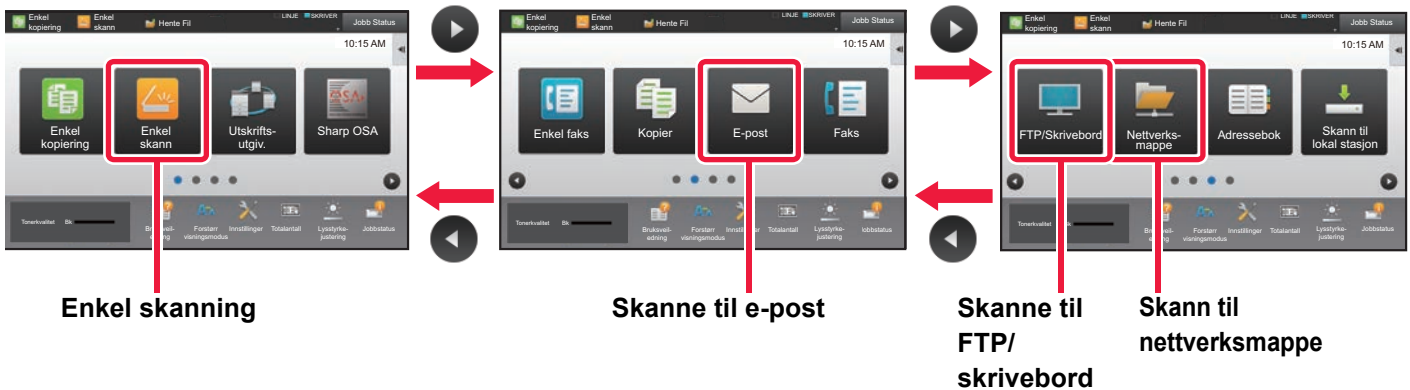 Enkel kopiering
Enkel skann
Hente Fil
LINJE SKRIVER
Jobb Status
10:15 AM
Enkel
kopiering
Enkel
skann
Utskrifts-
utgiv.
Sharp OSA
Tonerkvalitet Bk
Forstørr
visningsmodus
Innstillinger
Totalantall
Lysstyrke-
justering
Jobbstatus
Enkel skanning
Enkel kopiering
Enkel skann
Hente Fil
LINJE SKRIVER
Jobb Status
10:15 AM
Enkel faks
Kopier
E-post
Faks
Tonerkvalitet Bk
Bruksveil-
edning
Forstørr
visningsmodus
Totalantall
Lysstyrke-
justering
Skanne til e-post
Enkel kopiering
Enkel skann
Hente Fil
LINJE SKRIVER
Jobb Status
10:15 AM
FTP/Skrivebord
Nettverks-
mappe
Adressebok
Skann til
lokal stasjon
Tonerkvalitet
Forstørr
visningsmodus
Innstillinger
Totalantall
Lysstyrke-
justering
Jobbstatus
Skanne til
FTP/
skrivebord
Skann til
nettverksmappe